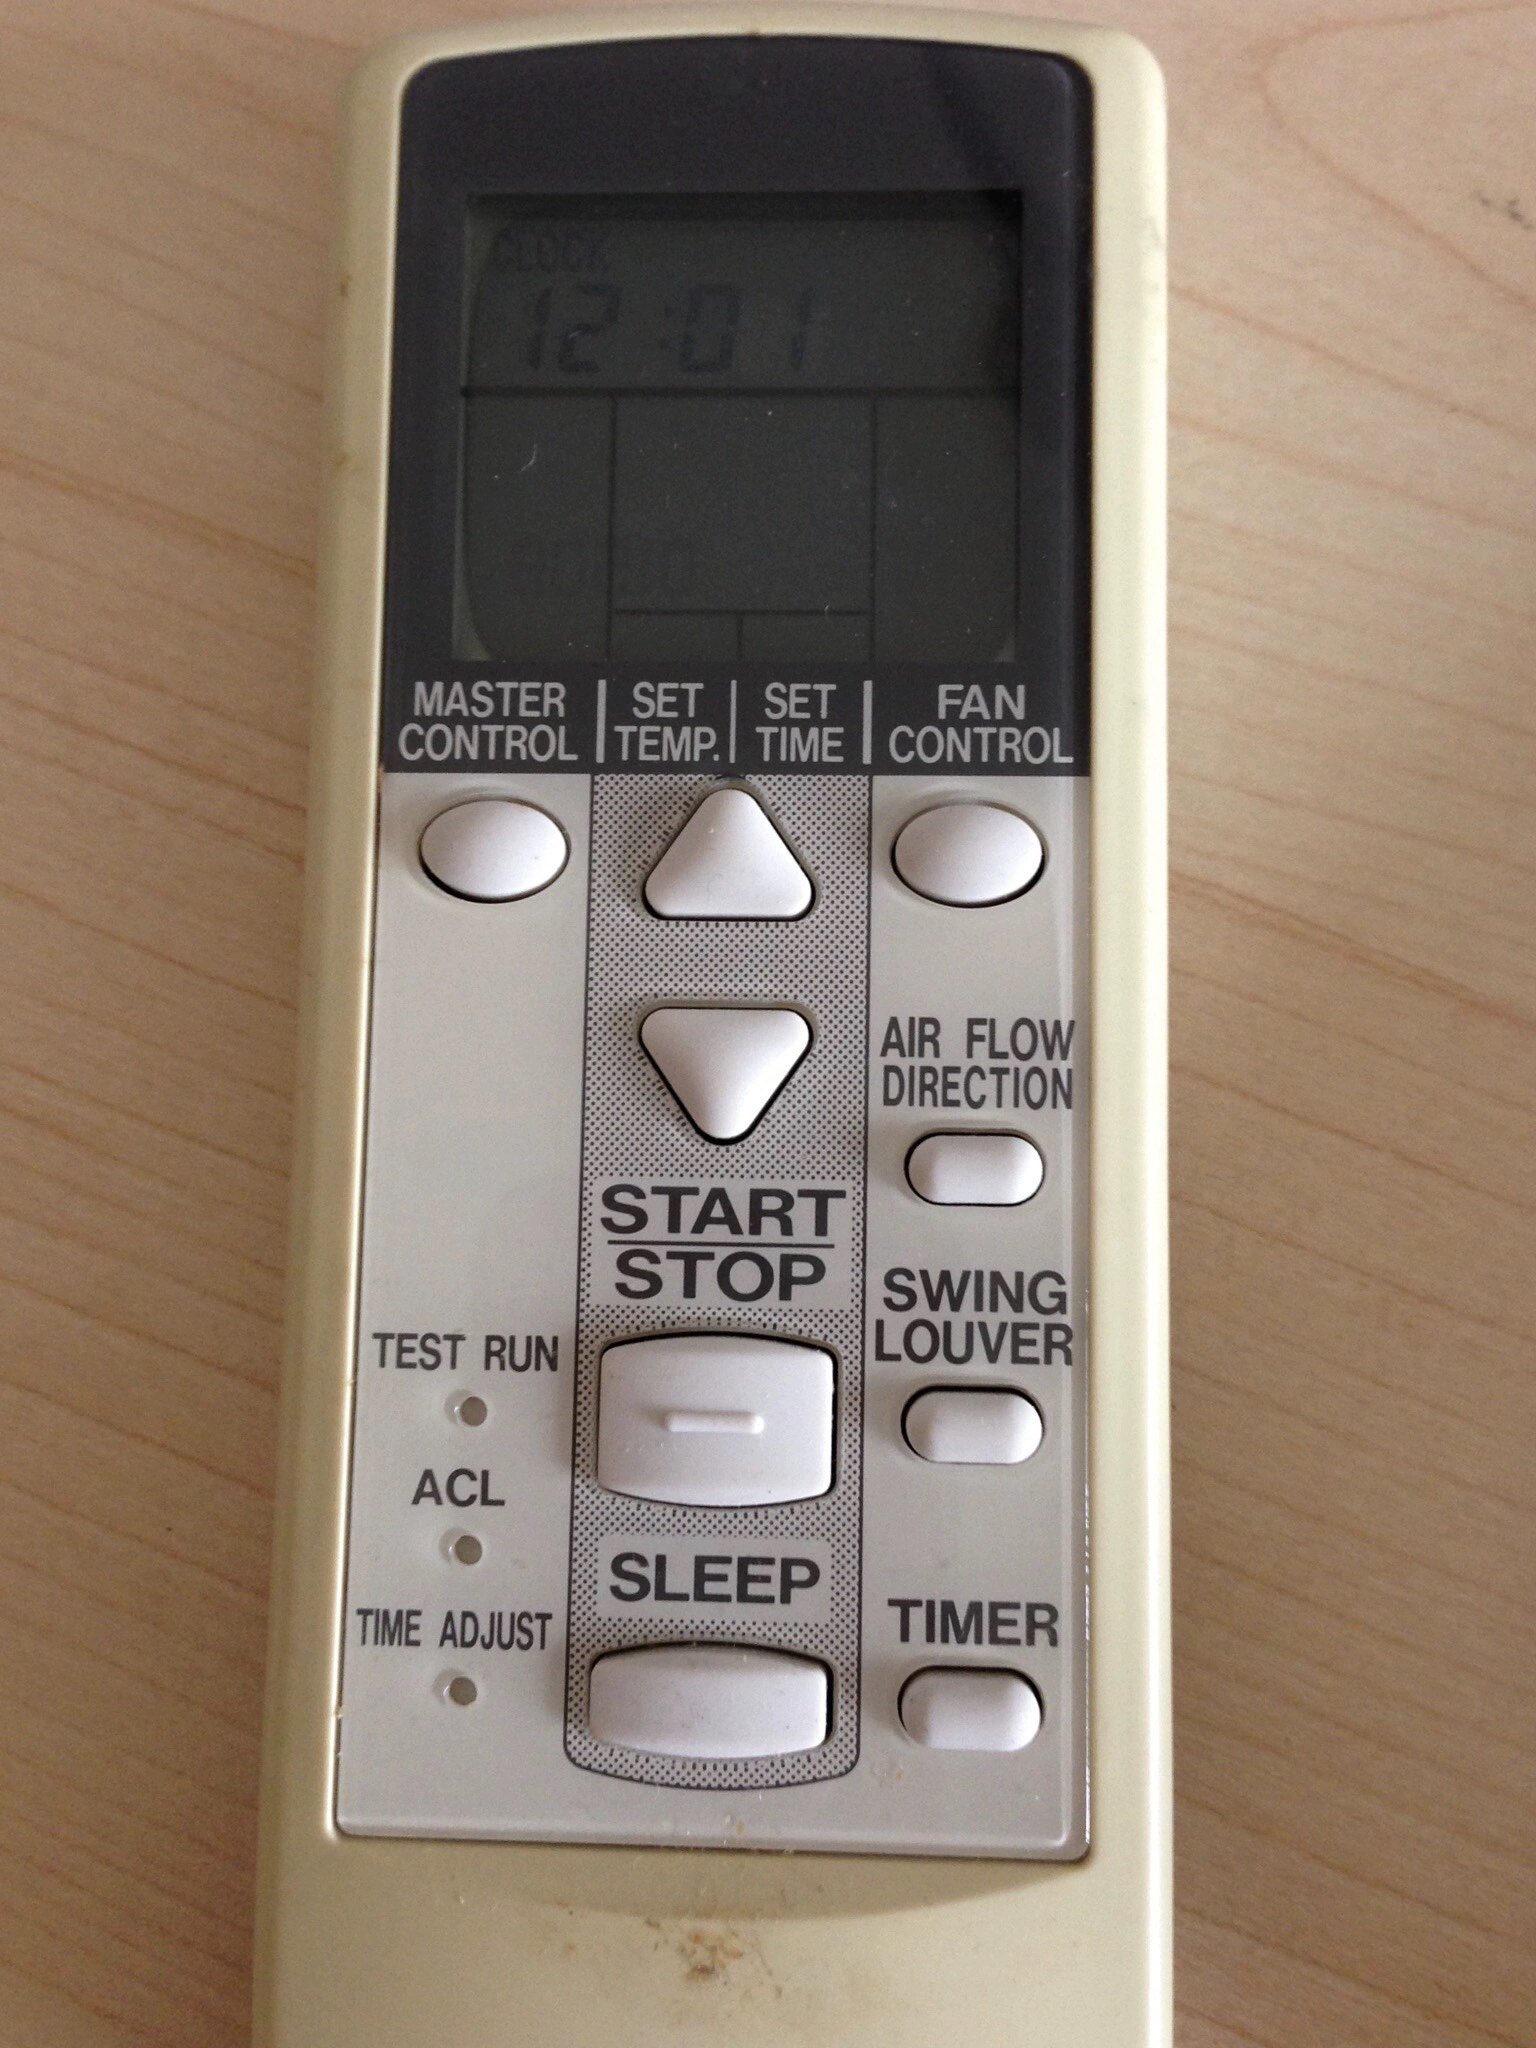 CLOCK
12:01
MASTER CONTROL
SET TEMP.
SET TIME
FAN CONTROL
AIR FLOW DIRECTION
START
STOP
SWING LOUVER
TEST RUN
ACL
SLEEP
TIME ADJUST
TIMER